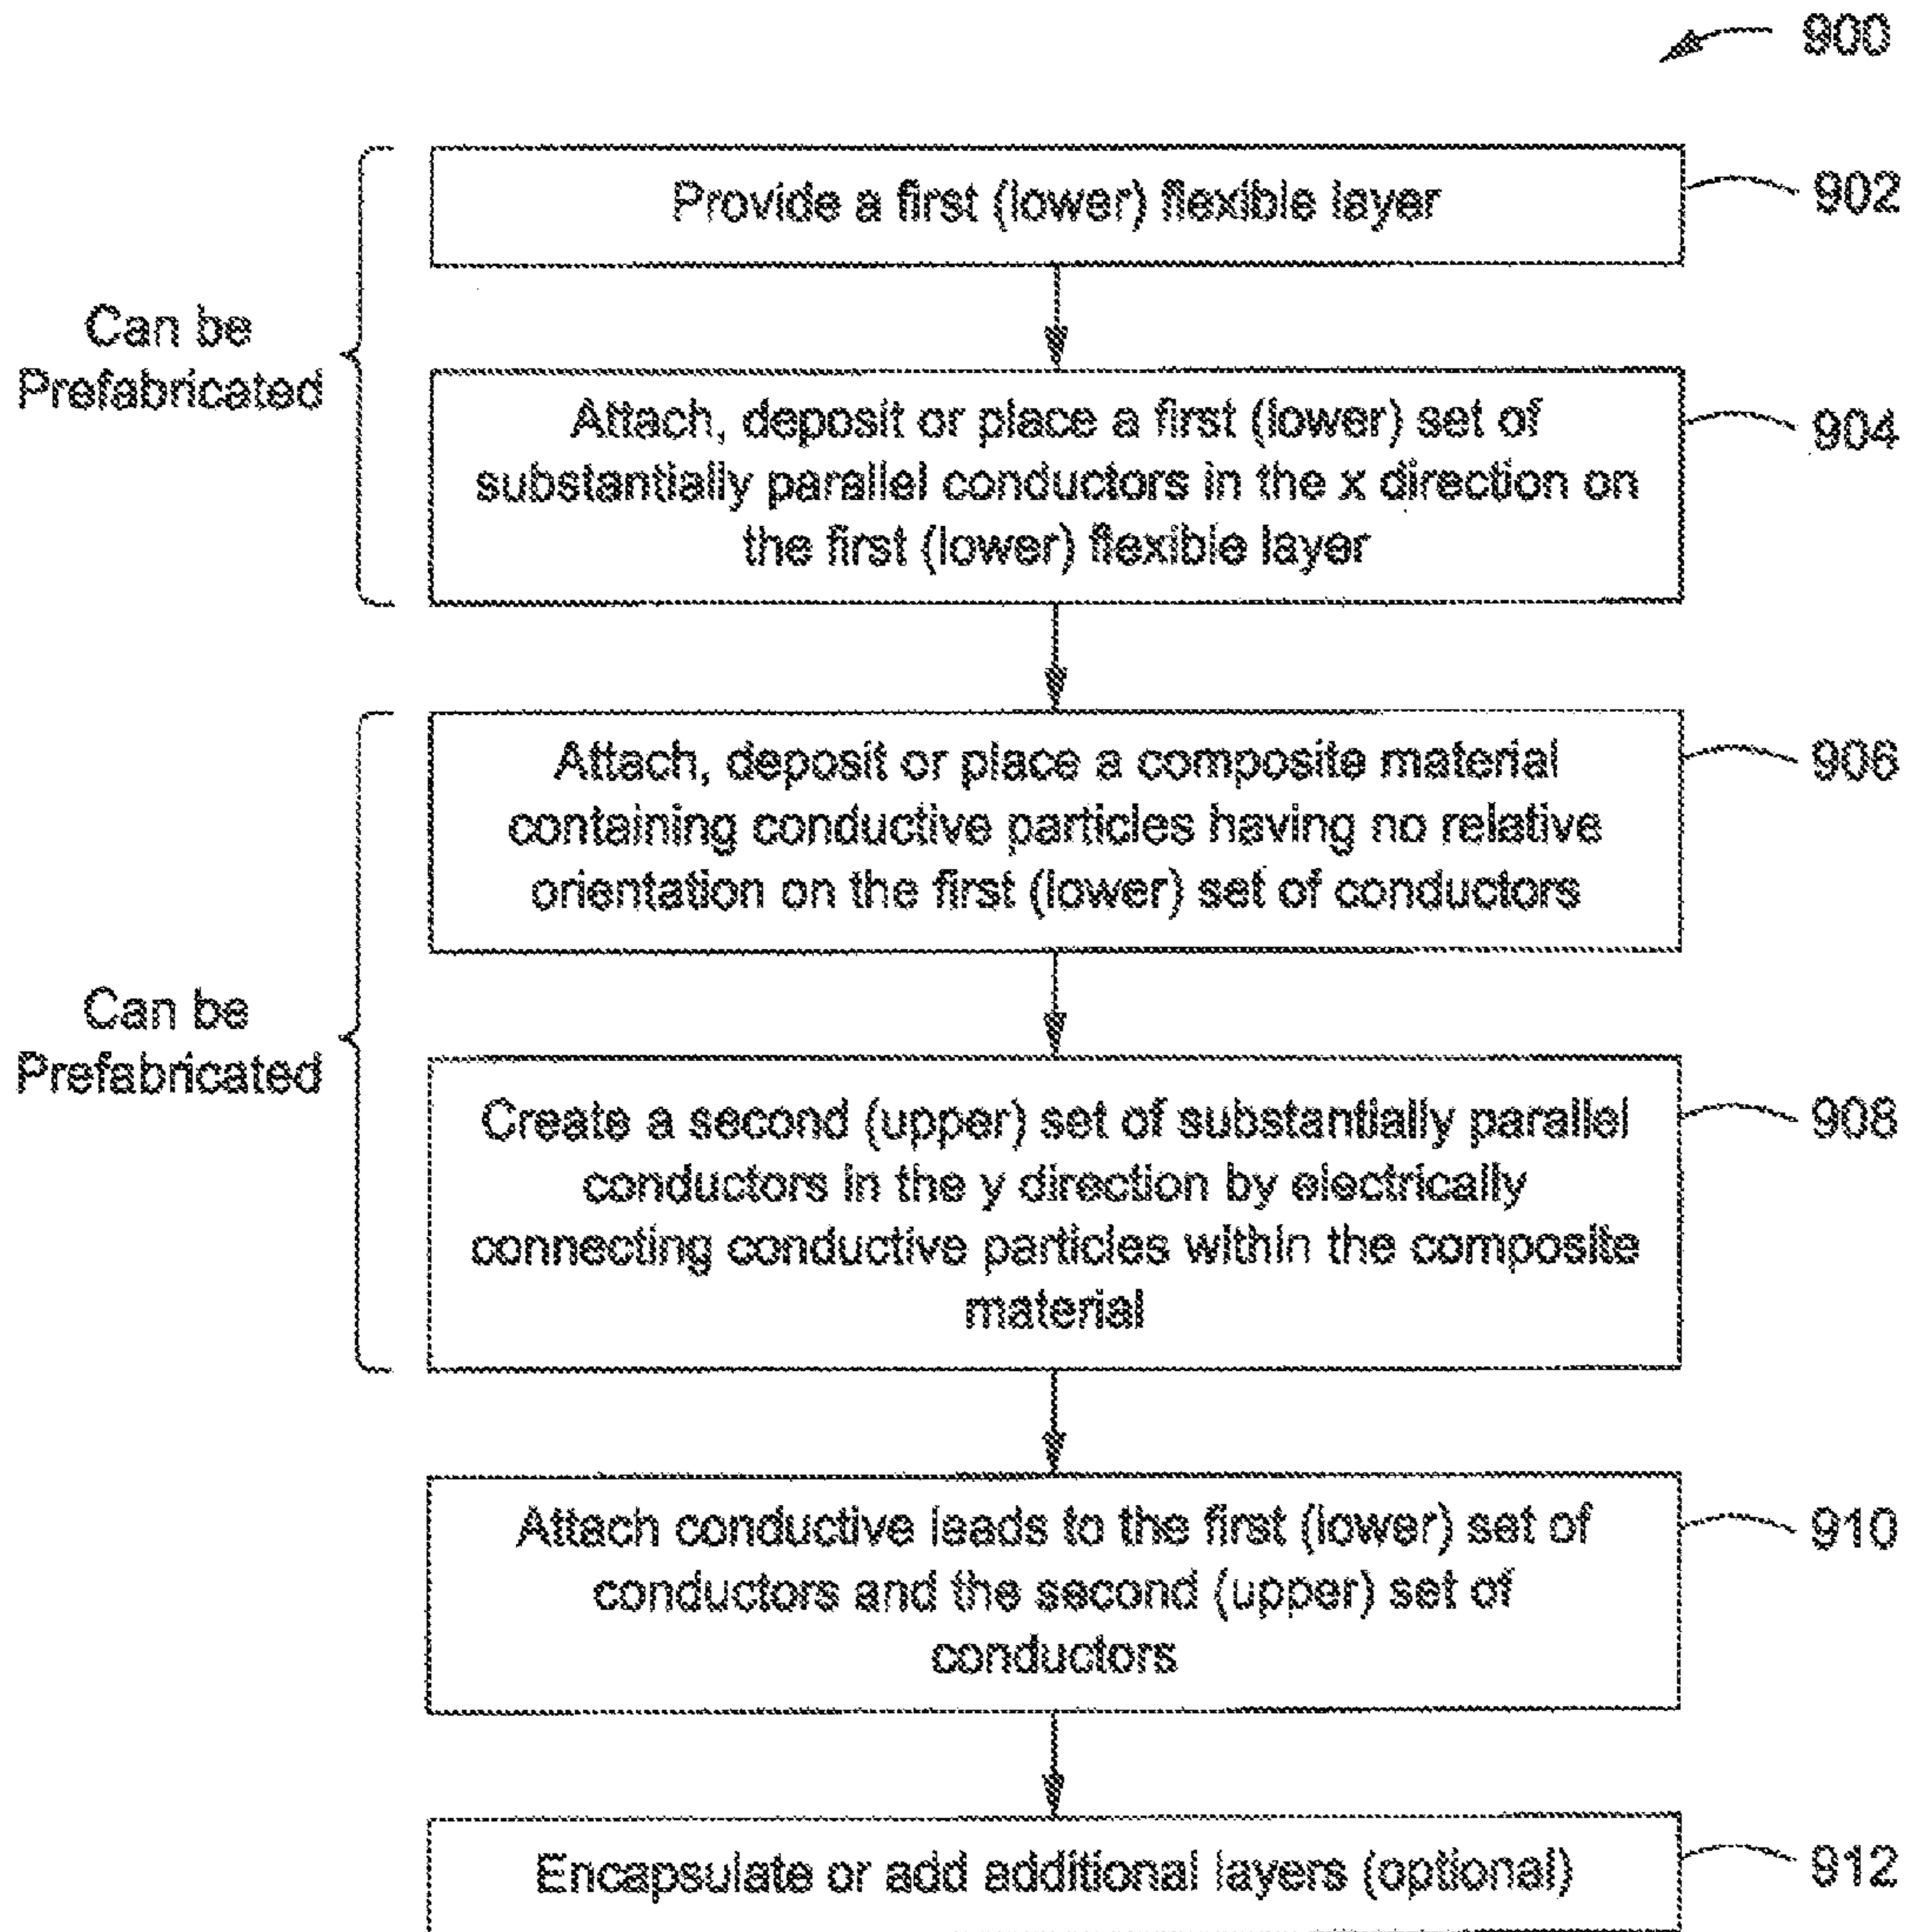 900
Provide a first (lower) flexible layer
902
Can be
Prefabricated
Attach, deposit or place a first (lower) set of
substantially parallel conductors in the x direction on
the first (lower) flexible layer
904
Attach, deposit or place a composite material
containing conductive particles having no relative
orientation on the first (lower) set of conductors
906
Can be
Prefabricated
Create a second (upper) set of substantially parallel
conductors in the y direction by electrically
connecting conductive particles within the composite
material
908
Attach conductive leads to the first (lower) set of
conductors and the second (upper) set of
conductors
910
Encapsulate or add additional layers (optional)
912